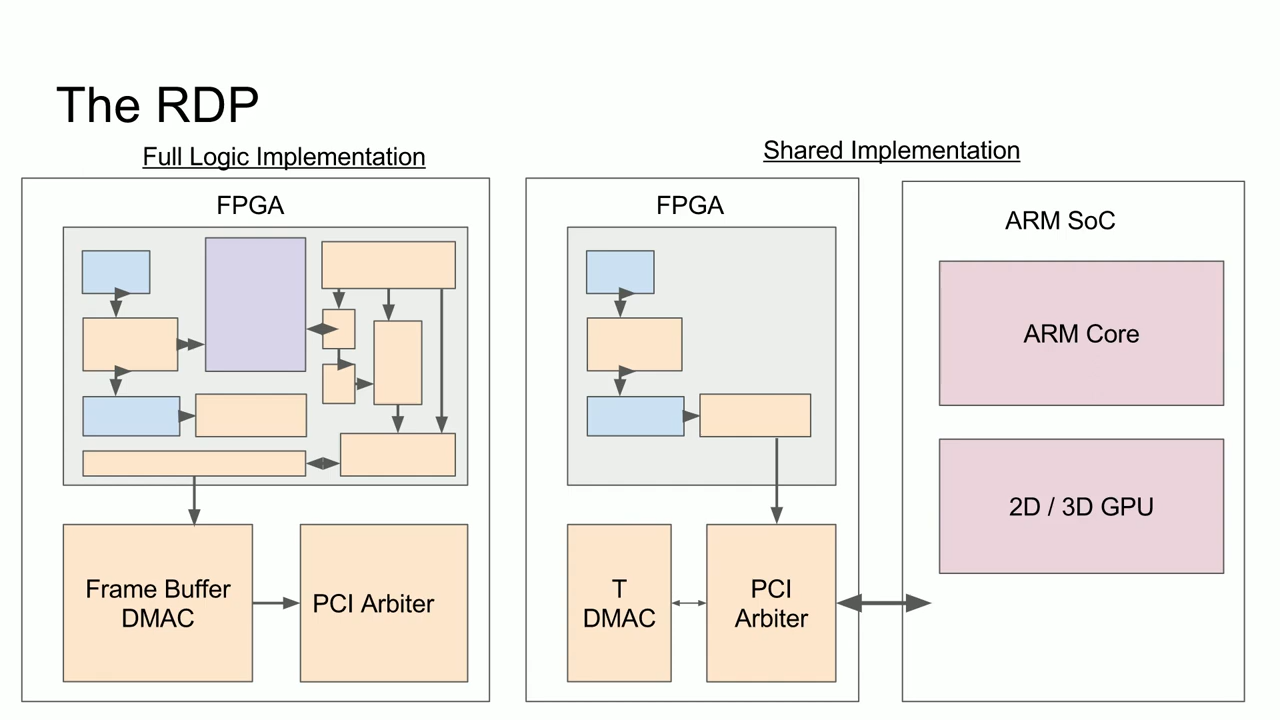 The RDP
Full Logic Implementation
FPGA
Frame Buffer
DMAC
PCI Arbiter
Shared Implementation
FPGA
T
DMAC
PCI
Arbiter
ARM SoC
ARM Core
2D / 3D GPU